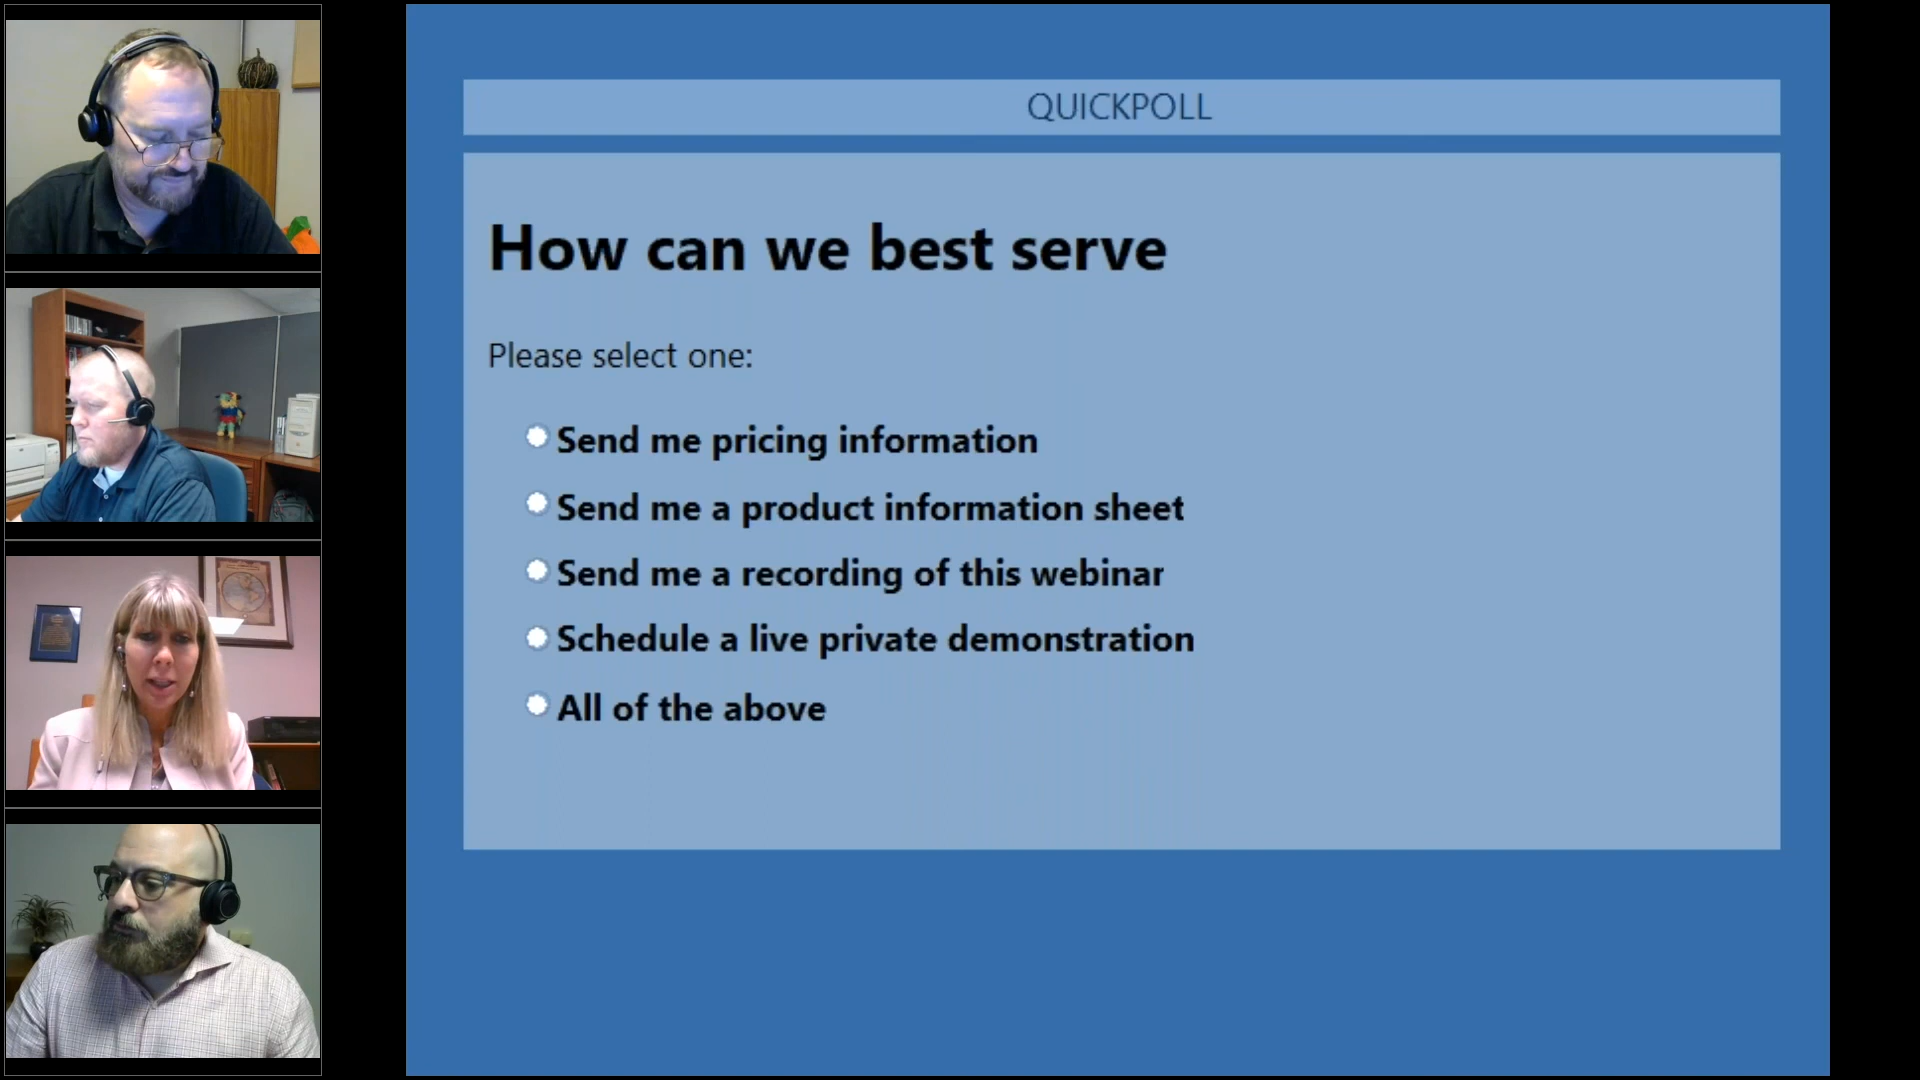 QUICKPOLL
How can we best serve
Please select one:
Send me pricing information
Send me a product information sheet
Send me a recording of this webinar
Schedule a live private demonstration
All of the above